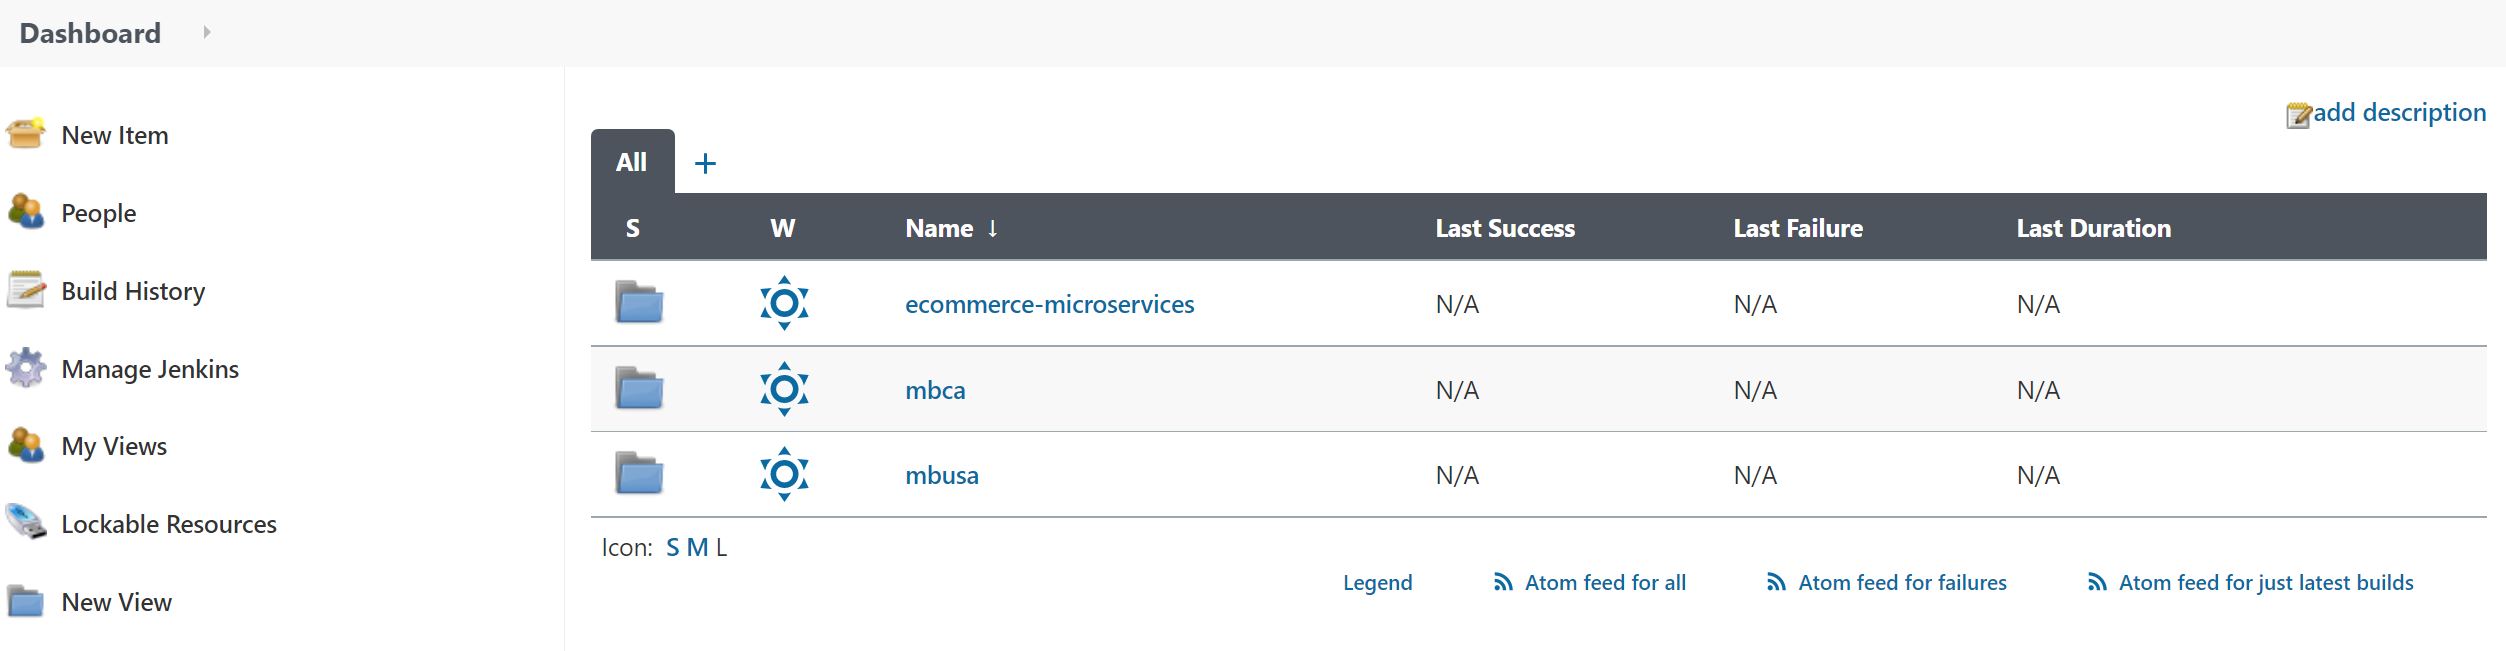 Dashboard
New Item
People
Build History
Manage Jenkins
My Views
Lockable Resources
New View
add description
All +
S W Name ↓ Last Success Last Failure Last Duration
ecommerce-microservices N/A N/A N/A
mbca N/A N/A N/A
mbusa N/A N/A N/A
Icon: S M L
Legend Atom feed for all Atom feed for failures Atom feed for just latest builds